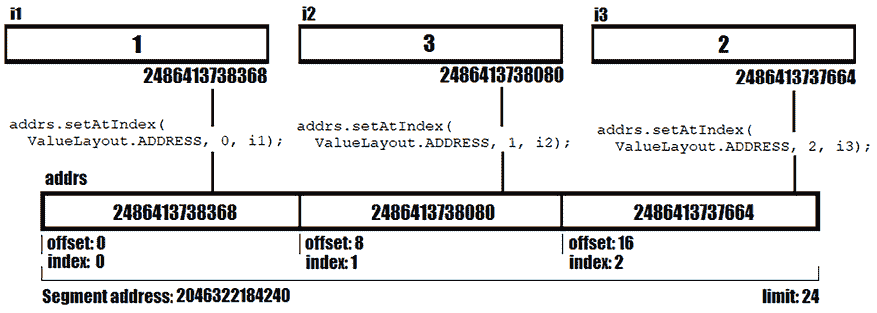 i1 i2 i3
1 3 2
2486413738368 2486413738080 2486413737664
addrs.setAtIndex( addrs.setAtIndex( addrs.setAtIndex(
ValueLayout.ADDRESS, 0, i1); ValueLayout.ADDRESS, 1, i2); ValueLayout.ADDRESS, 2, i3);
addrs
2486413738368 2486413738080 2486413737664
offset: 0 offset: 8 offset: 16
index: 0 index: 1 index: 2
Segment address: 2046322184240 limit: 24